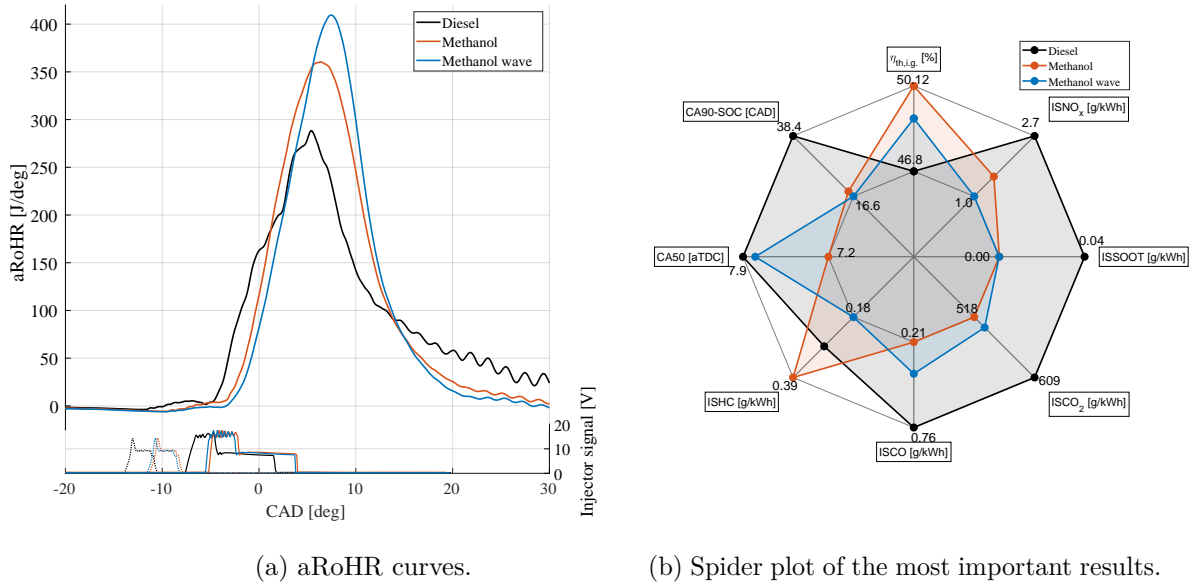 400
350
300
250
200
150
100
50
0
aRoHR [J/deg]
Diesel
Methanol
Methanol wave
20
10
0
Injector signal [V]
-20
-10
0
10
20
30
CAD [deg]
(a) aRoHR curves.
Diesel
Methanol
Methanol wave
η_th,i.g. [%]
50.12
46.8
ISNO_x [g/kWh]
2.7
1.0
CA90-SOC [CAD]
38.4
16.6
ISSOOT [g/kWh]
0.04
0.00
CA50 [aTDC]
7.9
7.2
ISCO_2 [g/kWh]
609
518
ISHC [g/kWh]
0.39
0.18
ISCO [g/kWh]
0.76
0.21
(b) Spider plot of the most important results.